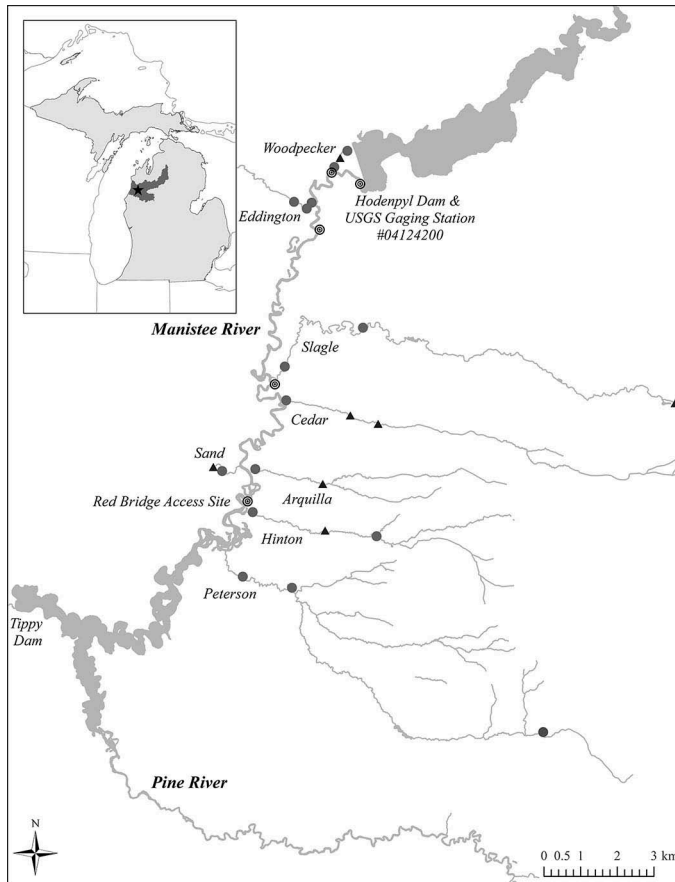 Woodpecker
Hodenpyl Dam &
USGS Gaging Station
#04124200
Eddington
Manistee River
Slagle
Cedar
Sand
Arquilla
Red Bridge Access Site
Hinton
Peterson
Tippy
Dam
Pine River
N
0 0.5 1 2 3 km